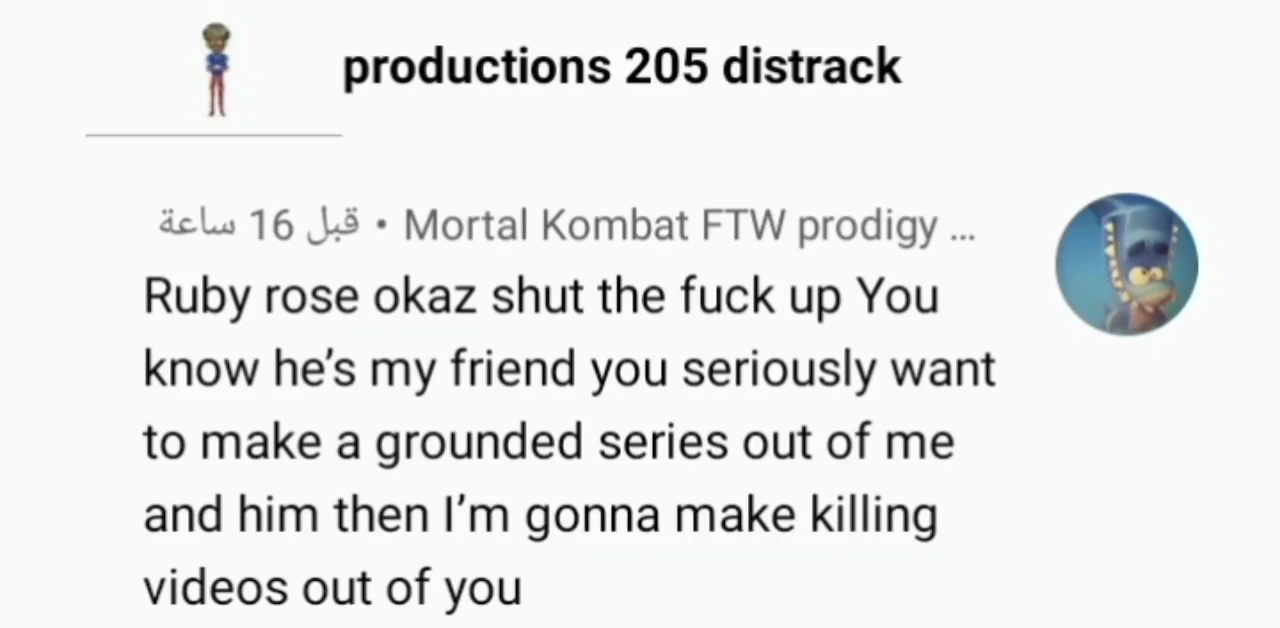 productions 205 distrack
قبل 16 ساعة • Mortal Kombat FTW prodigy ...
Ruby rose okaz shut the fuck up You
know he's my friend you seriously want
to make a grounded series out of me
and him then I'm gonna make killing
videos out of you